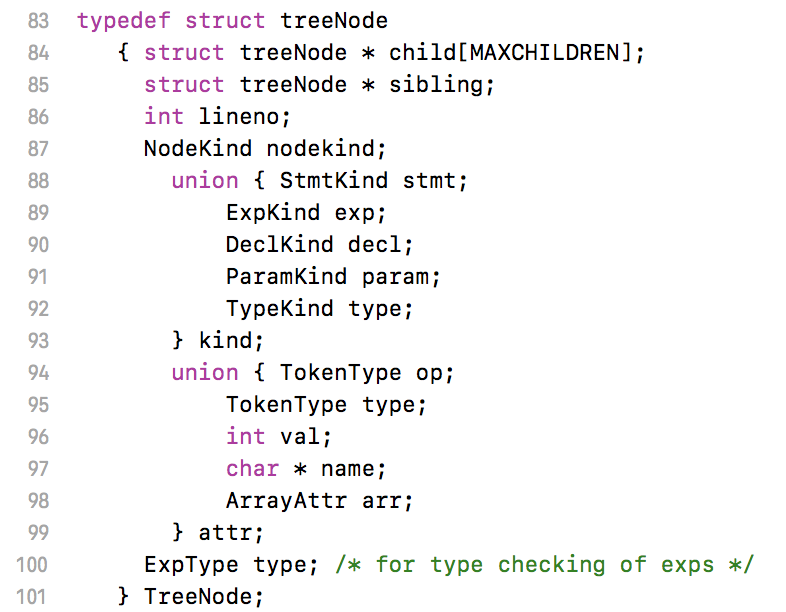 83 typedef struct treeNode
84 { struct treeNode * child[MAXCHILDREN];
85 struct treeNode * sibling;
86 int lineno;
87 NodeKind nodekind;
88 union { StmtKind stmt;
89 ExpKind exp;
90 DeclKind decl;
91 ParamKind param;
92 TypeKind type;
93 } kind;
94 union { TokenType op;
95 TokenType type;
96 int val;
97 char * name;
98 ArrayAttr arr;
99 } attr;
100 ExpType type; /* for type checking of exps */
101 } TreeNode;